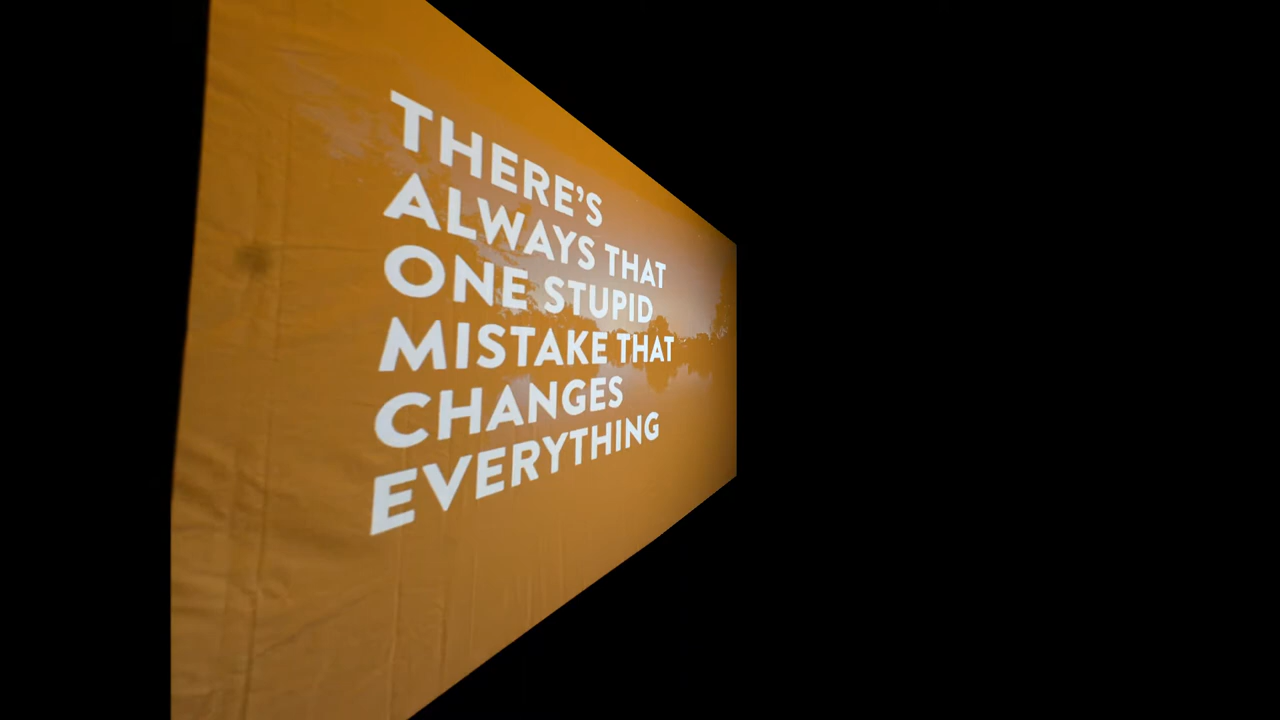 THERE'S
ALWAYS THAT
ONE STUPID
MISTAKE THAT
CHANGES
EVERYTHING